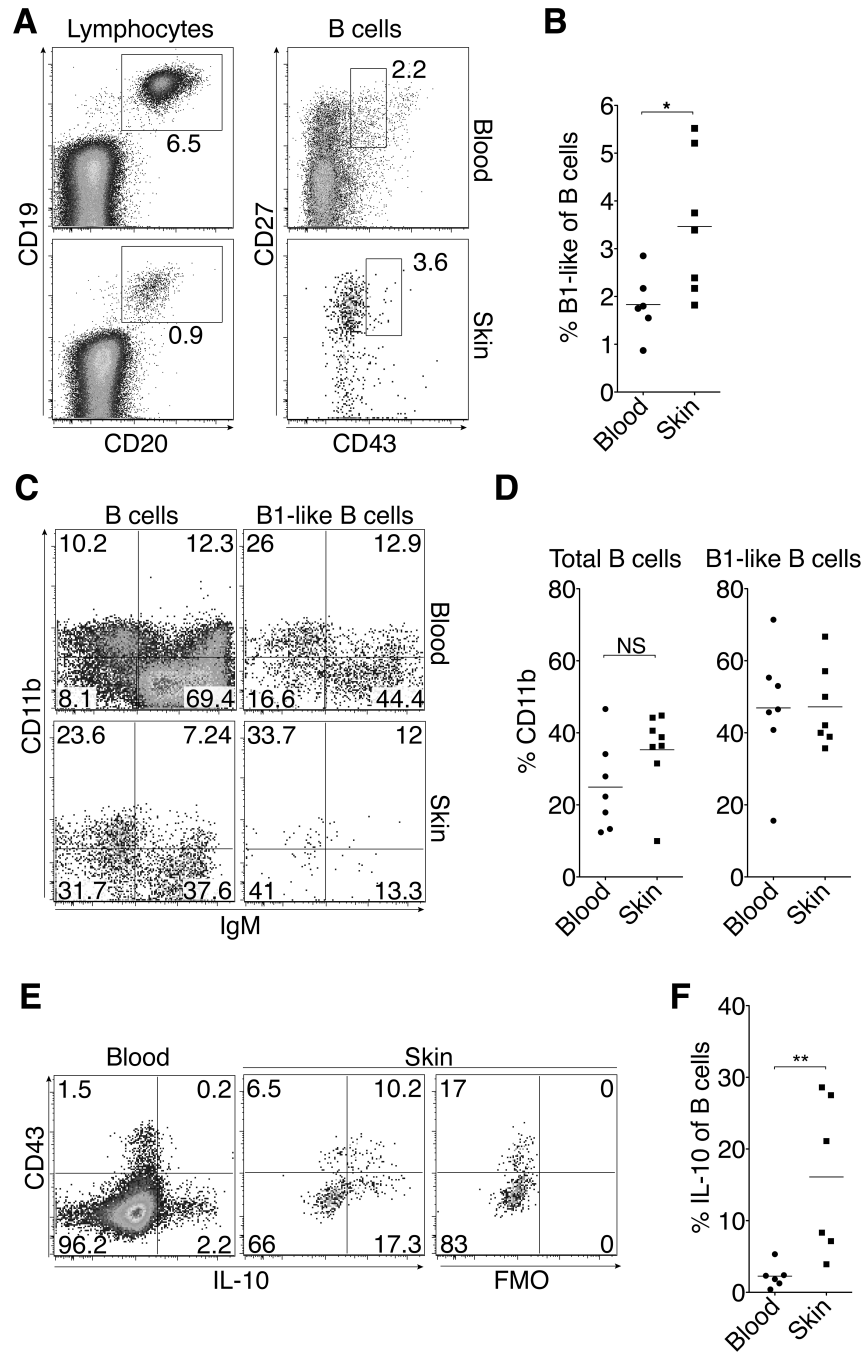 A
Lymphocytes
B cells
6.5
2.2
Blood
0.9
3.6
Skin
CD19
CD27
CD20
CD43
B
6
5
4
3
2
1
0
*
% B1-like of B cells
Blood
Skin
C
B cells
B1-like B cells
10.2
12.3
26
12.9
8.1
69.4
16.6
44.4
Blood
23.6
7.24
33.7
12
31.7
37.6
41
13.3
Skin
CD11b
IgM
D
Total B cells
B1-like B cells
80
60
40
20
0
NS
% CD11b
Blood
Skin
80
60
40
20
0
Blood
Skin
E
Blood
Skin
1.5
0.2
6.5
10.2
17
0
96.2
2.2
66
17.3
83
0
CD43
IL-10
FMO
F
40
30
20
10
0
**
% IL-10 of B cells
Blood
Skin